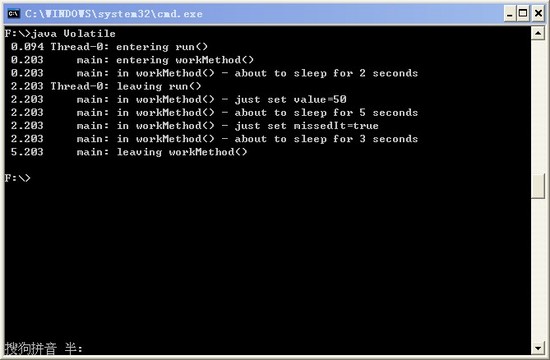 C:\WINDOWS\system32\cmd.exe
F:\>java Volatile
0.094 Thread-0: entering run()
0.203     main: entering workMethod()
0.203     main: in workMethod() - about to sleep for 2 seconds
2.203 Thread-0: leaving run()
2.203     main: in workMethod() - just set value=50
2.203     main: in workMethod() - about to sleep for 5 seconds
2.203     main: in workMethod() - just set missedIt=true
2.203     main: in workMethod() - about to sleep for 3 seconds
5.203     main: leaving workMethod()
F:\>
搜狗拼音 半: